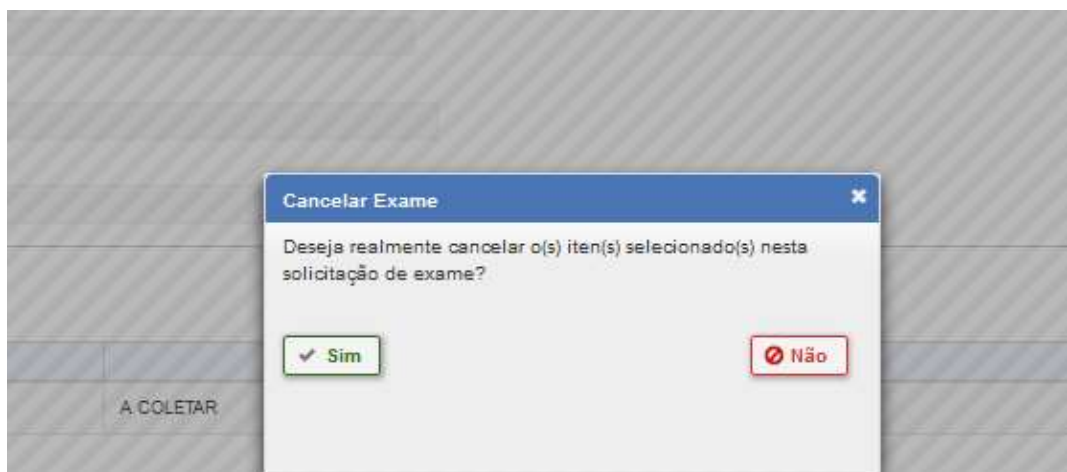 Cancelar Exame
Deseja realmente cancelar o(s) iten(s) selecionado(s) nesta
solicitação de exame?
Sim
Não
A COLETAR